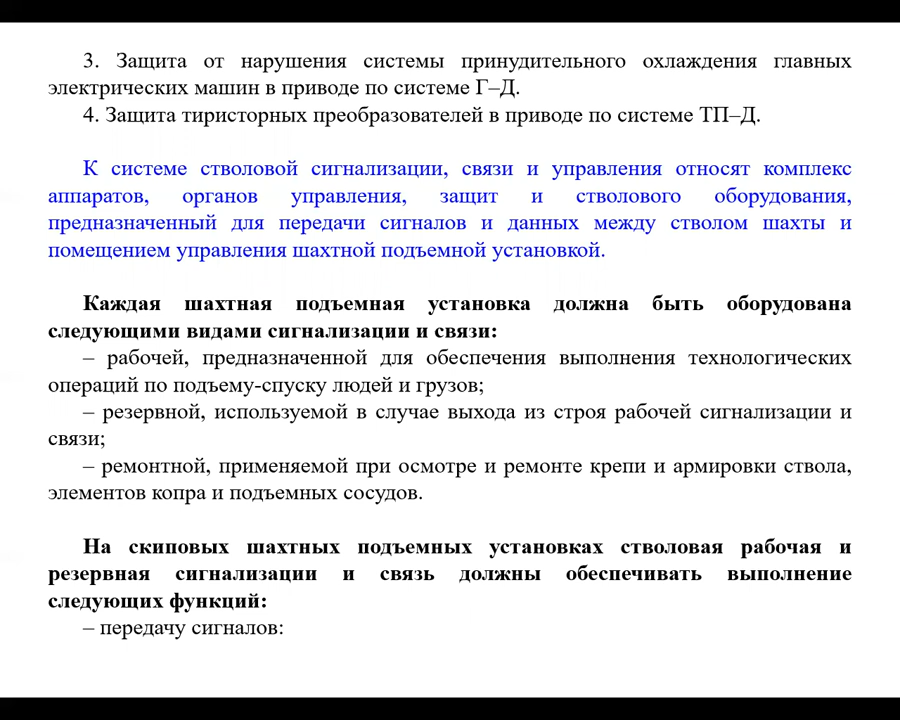 3. Защита от нарушения системы принудительного охлаждения главных
электрических машин в приводе по системе Г–Д.
4. Защита тиристорных преобразователей в приводе по системе ТП–Д.
К системе стволовой сигнализации, связи и управления относят комплекс
аппаратов, органов управления, защит и стволового оборудования,
предназначенный для передачи сигналов и данных между стволом шахты и
помещением управления шахтной подъемной установкой.
Каждая шахтная подъемная установка должна быть оборудована
следующими видами сигнализации и связи:
– рабочей, предназначенной для обеспечения выполнения технологических
операций по подъему-спуску людей и грузов;
– резервной, используемой в случае выхода из строя рабочей сигнализации и
связи;
– ремонтной, применяемой при осмотре и ремонте крепи и армировки ствола,
элементов копра и подъемных сосудов.
На скиповых шахтных подъемных установках стволовая рабочая и
резервная сигнализации и связь должны обеспечивать выполнение
следующих функций:
– передачу сигналов: